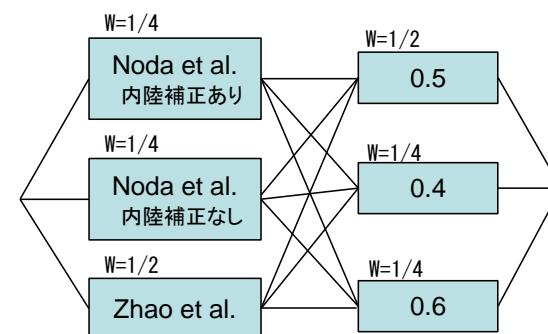 W=1/4
Noda et al.
内陸補正あり
W=1/4
Noda et al.
内陸補正なし
W=1/2
Zhao et al.
W=1/2
0.5
W=1/4
0.4
W=1/4
0.6